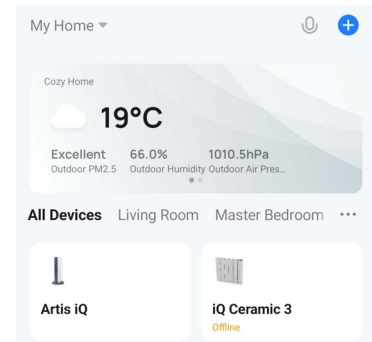 My Home
Cozy Home
19°C
Excellent 66.0% 1010.5hPa
Outdoor PM2.5 Outdoor Humidity Outdoor Air Pres...
All Devices Living Room Master Bedroom ...
Artis iQ iQ Ceramic 3
Offline